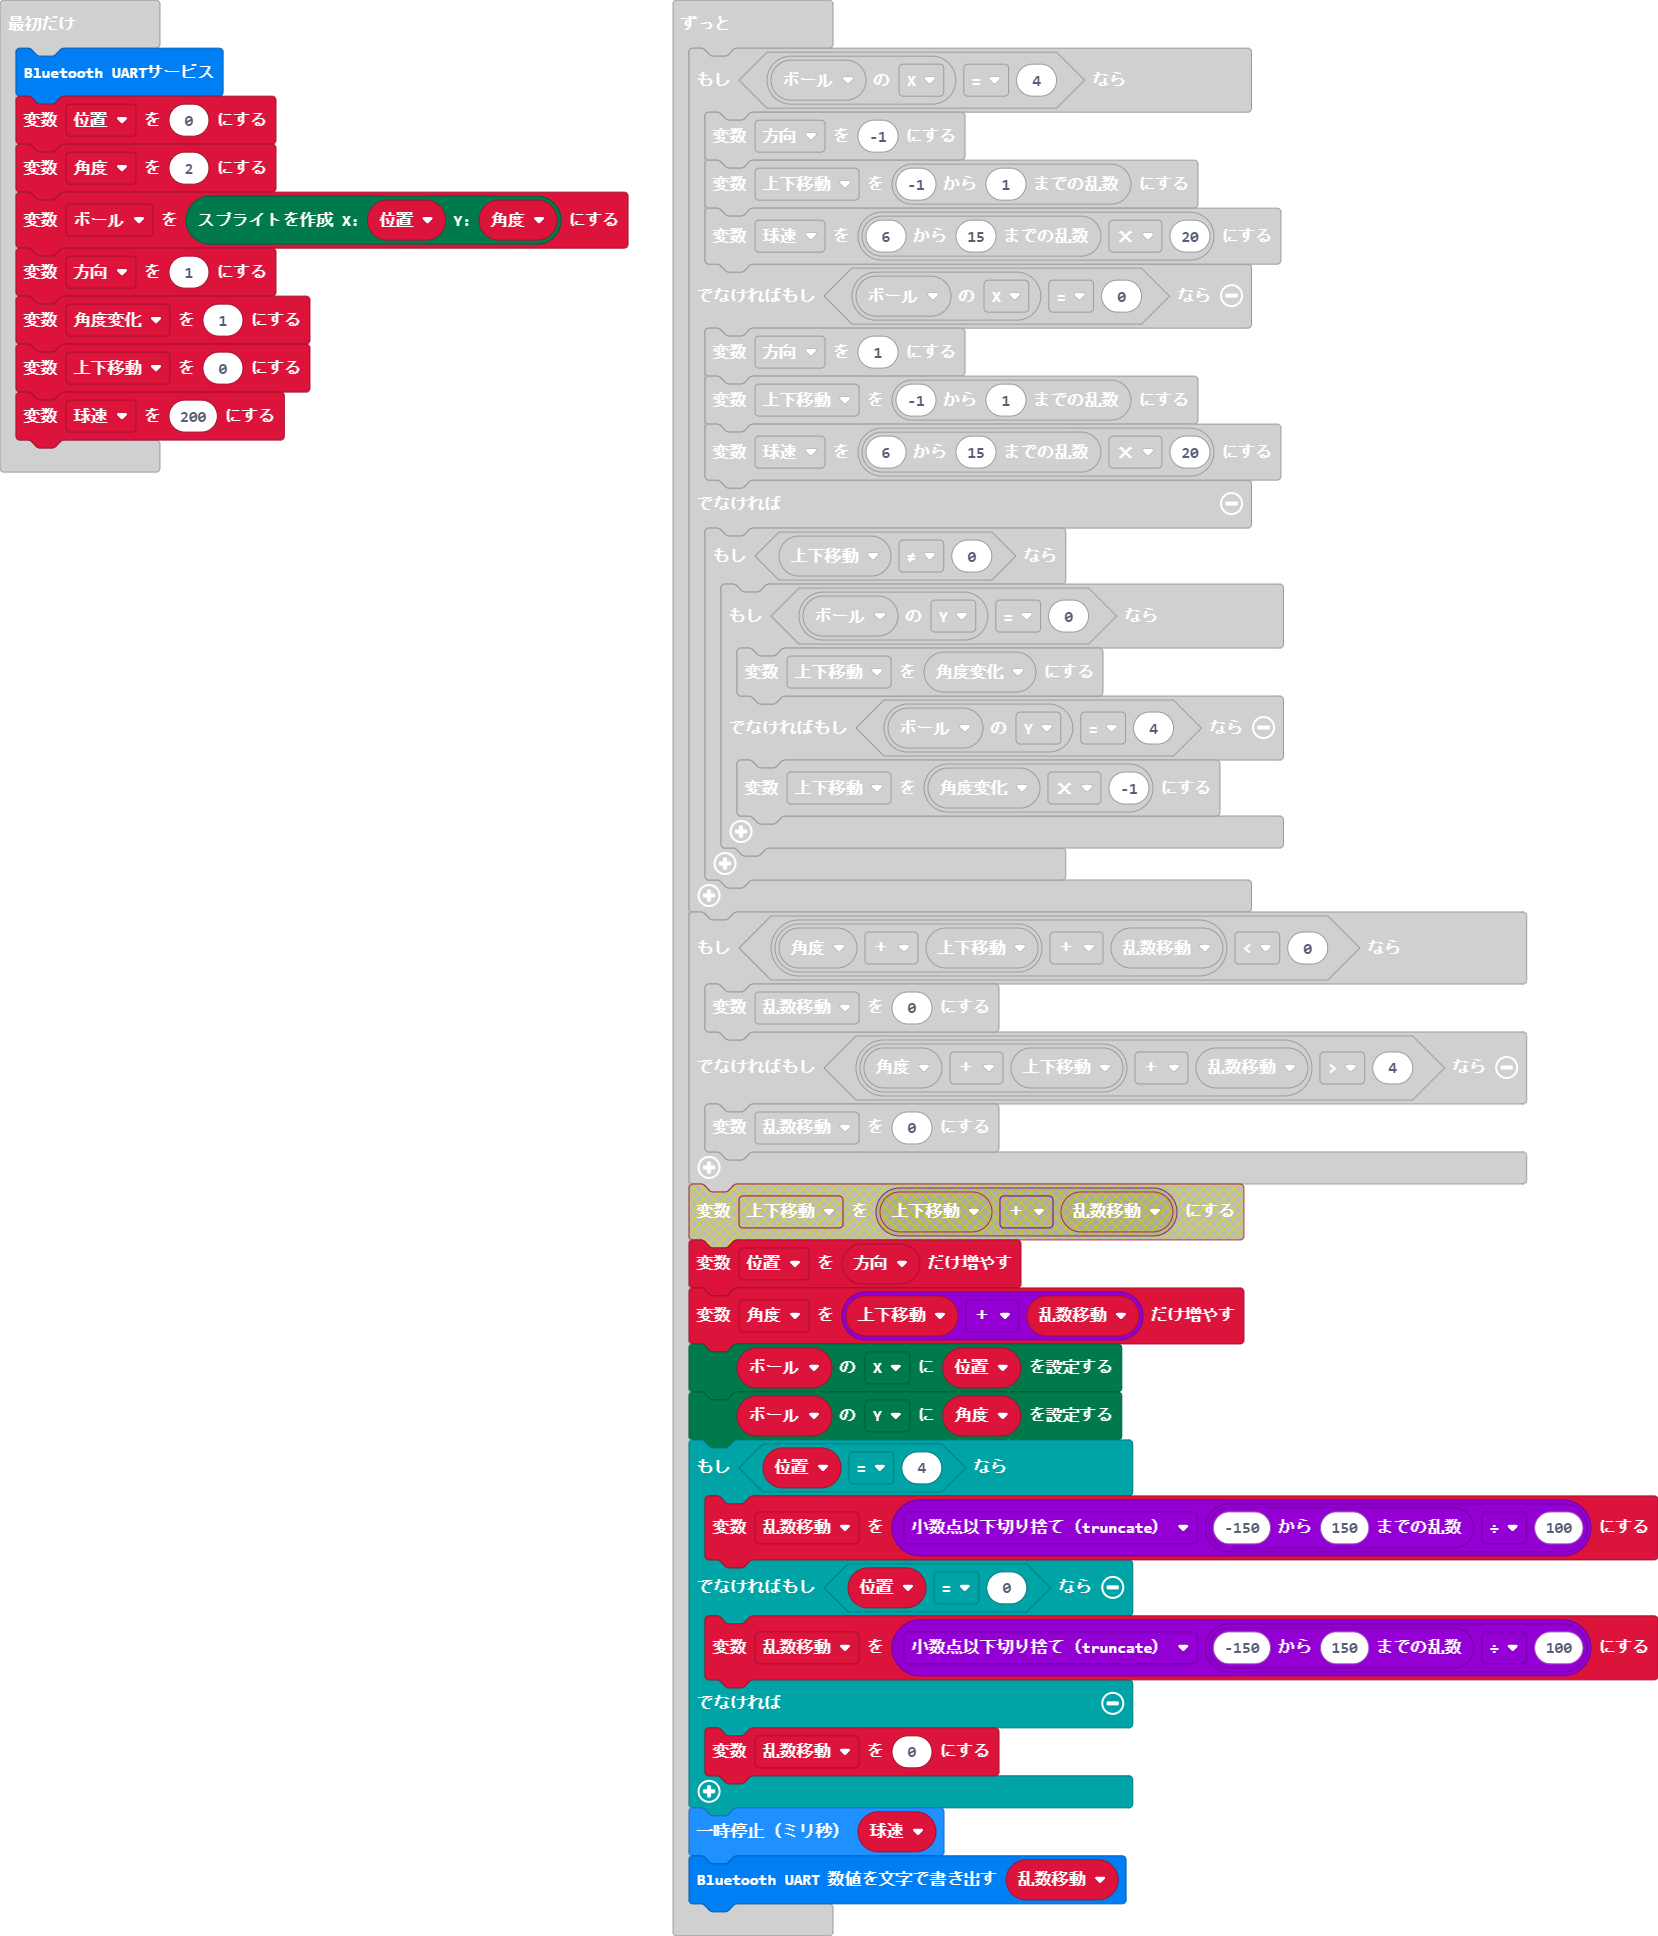 最初だけ
Bluetooth UARTサービス
変数 位置 を 0 にする
変数 角度 を 2 にする
変数 ボール を スプライトを作成 X: 位置 Y: 角度 にする
変数 方向 を 1 にする
変数 角度変化 を 1 にする
変数 上下移動 を 0 にする
変数 球速 を 200 にする
ずっと
もし ボール の X = 4 なら
変数 方向 を -1 にする
変数 上下移動 を -1 から 1 までの乱数 にする
変数 球速 を 6 から 15 までの乱数 × 20 にする
でなければもし ボール の X = 0 なら
変数 方向 を 1 にする
変数 上下移動 を -1 から 1 までの乱数 にする
変数 球速 を 6 から 15 までの乱数 × 20 にする
でなければ
もし 上下移動 ≠ 0 なら
もし ボール の Y = 0 なら
変数 上下移動 を 角度変化 にする
でなければもし ボール の Y = 4 なら
変数 上下移動 を 角度変化 × -1 にする
もし 角度 + 上下移動 + 乱数移動 < 0 なら
変数 乱数移動 を 0 にする
でなければもし 角度 + 上下移動 + 乱数移動 > 4 なら
変数 乱数移動 を 0 にする
変数 上下移動 を 上下移動 + 乱数移動 にする
変数 位置 を 方向 だけ増やす
変数 角度 を 上下移動 + 乱数移動 だけ増やす
ボール の X に 位置 を設定する
ボール の Y に 角度 を設定する
もし 位置 = 4 なら
変数 乱数移動 を 小数点以下切り捨て（truncate） -150 から 150 までの乱数 ÷ 100 にする
でなければもし 位置 = 0 なら
変数 乱数移動 を 小数点以下切り捨て（truncate） -150 から 150 までの乱数 ÷ 100 にする
でなければ
変数 乱数移動 を 0 にする
一時停止（ミリ秒） 球速
Bluetooth UART 数値を文字で書き出す 乱数移動